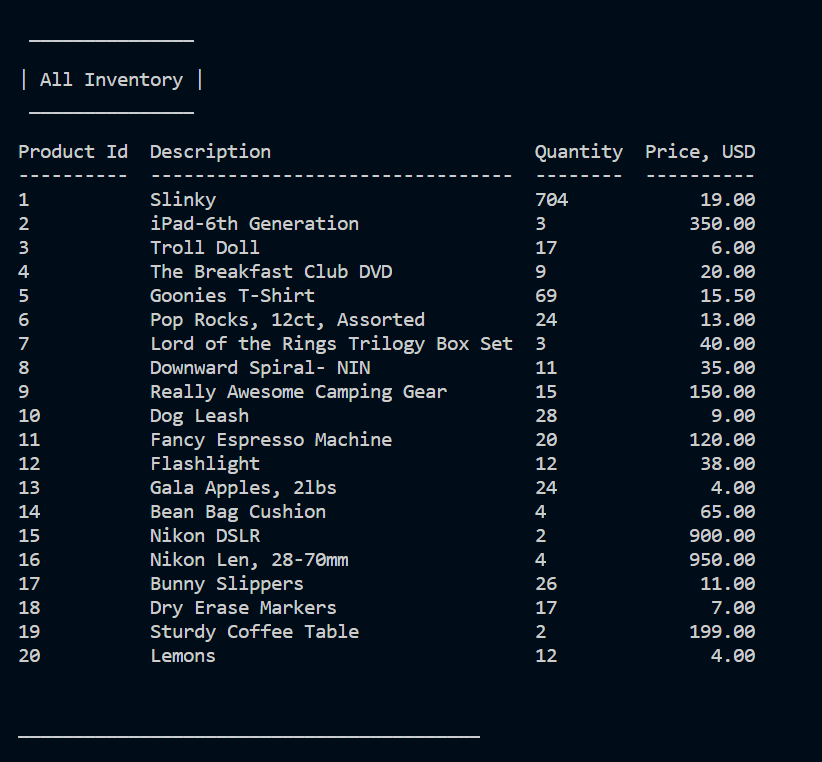 | All Inventory |
Product Id  Description                        Quantity  Price, USD
----------  ---------------------------------  --------  ----------
1           Slinky                             704            19.00
2           iPad-6th Generation                3             350.00
3           Troll Doll                         17              6.00
4           The Breakfast Club DVD             9              20.00
5           Goonies T-Shirt                    69             15.50
6           Pop Rocks, 12ct, Assorted          24             13.00
7           Lord of the Rings Trilogy Box Set  3              40.00
8           Downward Spiral- NIN               11             35.00
9           Really Awesome Camping Gear        15            150.00
10          Dog Leash                          28              9.00
11          Fancy Espresso Machine             20            120.00
12          Flashlight                         12             38.00
13          Gala Apples, 2lbs                  24              4.00
14          Bean Bag Cushion                   4              65.00
15          Nikon DSLR                         2             900.00
16          Nikon Len, 28-70mm                 4             950.00
17          Bunny Slippers                     26             11.00
18          Dry Erase Markers                  17              7.00
19          Sturdy Coffee Table                2             199.00
20          Lemons                             12              4.00